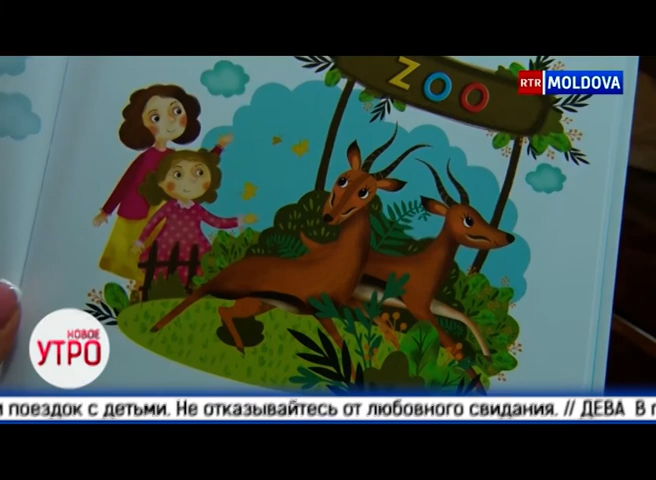 ZOO
RTR MOLDOVA
НОВОЕ
УТРО
поездок с детьми. Не отказывайтесь от любовного свидания. // ДЕВА В